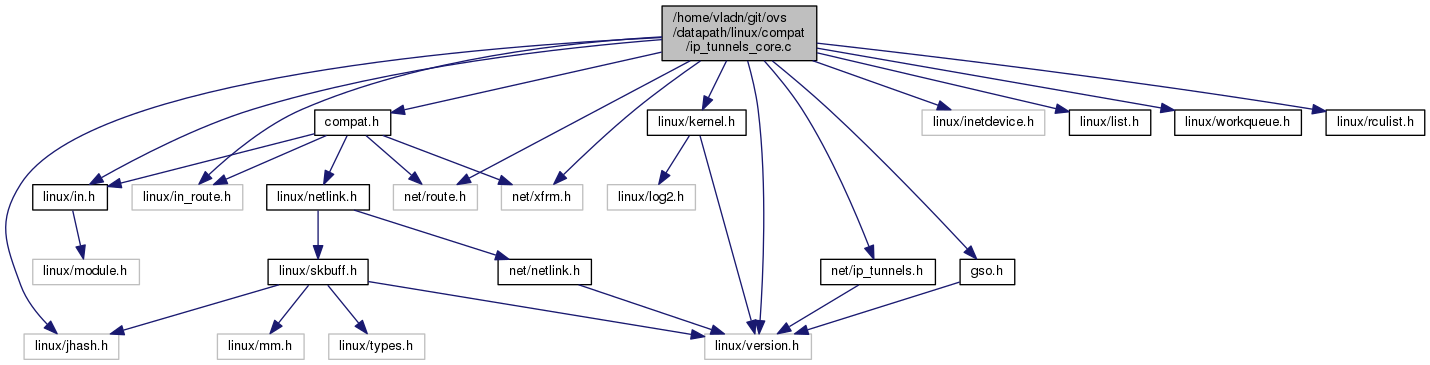 /home/vladn/git/ovs
/datapath/linux/compat
/ip_tunnels_core.c
compat.h
linux/kernel.h
linux/inetdevice.h
linux/list.h
linux/workqueue.h
linux/rculist.h
linux/in.h
linux/in_route.h
linux/netlink.h
net/route.h
net/xfrm.h
linux/log2.h
linux/module.h
linux/skbuff.h
net/netlink.h
net/ip_tunnels.h
gso.h
linux/jhash.h
linux/mm.h
linux/types.h
linux/version.h